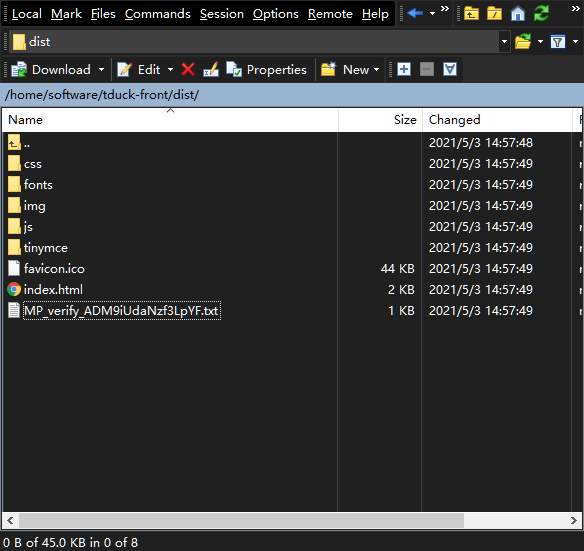 Local Mark Files Commands Session Options Remote Help
dist
Download Edit Properties New
/home/software/tduck-front/dist/
Name Size Changed
.. 2021/5/3 14:57:48
css 2021/5/3 14:57:49
fonts 2021/5/3 14:57:49
img 2021/5/3 14:57:49
js 2021/5/3 14:57:49
tinymce 2021/5/3 14:57:49
favicon.ico 44 KB 2021/5/3 14:57:49
index.html 2 KB 2021/5/3 14:57:49
MP_verify_ADM9iUdaNzf3LpYF.txt 1 KB 2021/5/3 14:57:49
0 B of 45.0 KB in 0 of 8